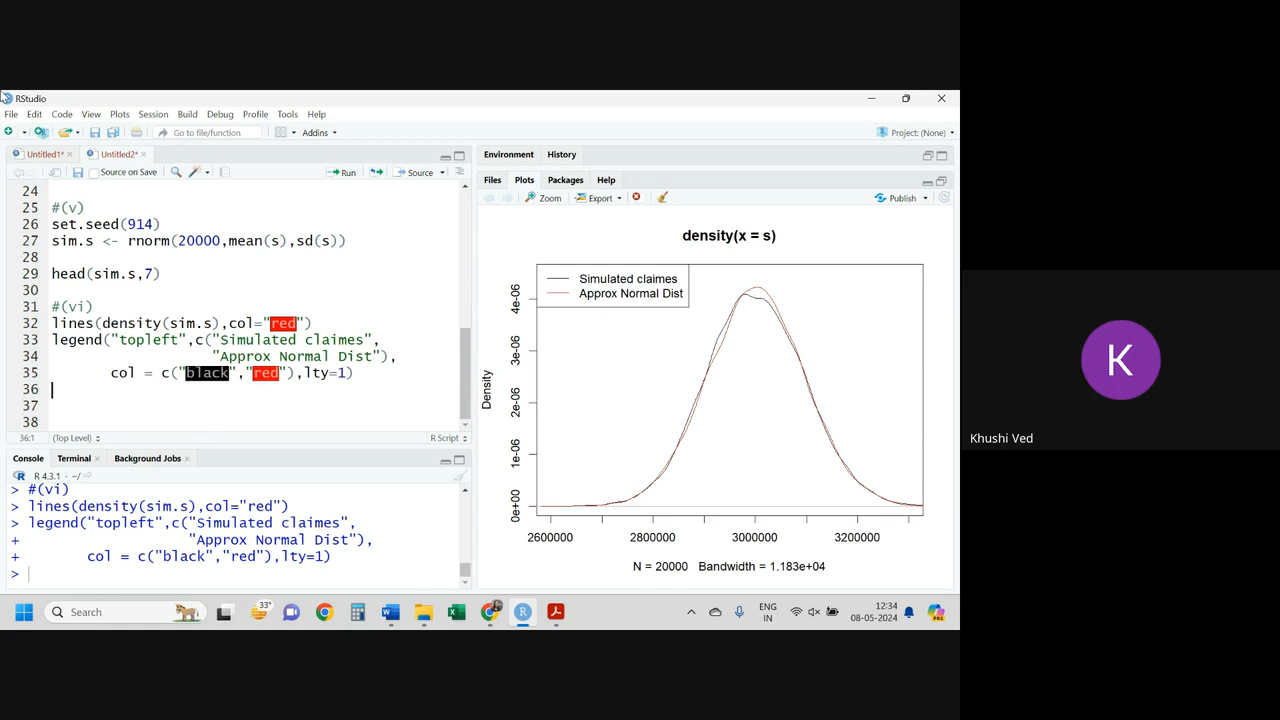 RStudio
File Edit Code View Plots Session Build Debug Profile Tools Help
Go to file/function Addins Project: (None)
Untitled1* Untitled2*
Source on Save Run Source
24
25 #(v)
26 set.seed(914)
27 sim.s <- rnorm(20000,mean(s),sd(s))
28
29 head(sim.s,7)
30
31 #(vi)
32 lines(density(sim.s),col="red")
33 legend("topleft",c("Simulated claimes",
34 "Approx Normal Dist"),
35 col = c("black","red"),lty=1)
36
37
38
36:1 (Top Level) R Script
Console Terminal Background Jobs
R R 4.3.1 · ~/
> #(vi)
> lines(density(sim.s),col="red")
> legend("topleft",c("Simulated claimes",
+ "Approx Normal Dist"),
+ col = c("black","red"),lty=1)
>
Environment History
Files Plots Packages Help
Zoom Export Publish
density(x = s)
Simulated claimes
Approx Normal Dist
Density
4e-06
3e-06
2e-06
1e-06
0e+00
2600000 2800000 3000000 3200000
N = 20000 Bandwidth = 1.183e+04
Search
33°
ENG
IN
12:34
08-05-2024
K
Khushi Ved